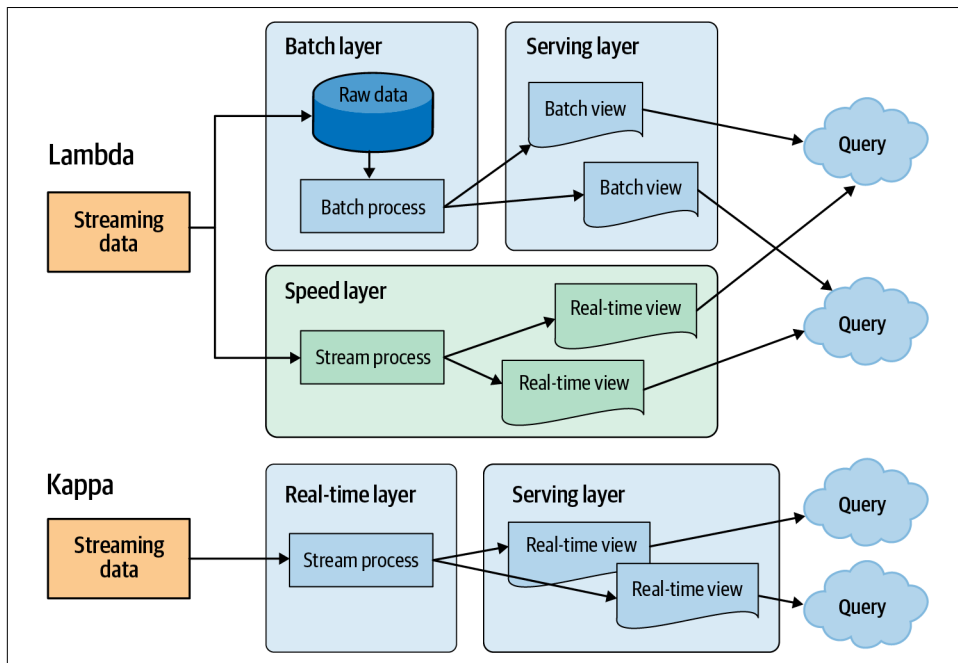 Batch layer
Serving layer
Raw data
Batch view
Query
Lambda
Batch process
Batch view
Streaming
data
Speed layer
Real-time view
Query
Stream process
Real-time view
Kappa
Real-time layer
Serving layer
Query
Streaming
data
Stream process
Real-time view
Real-time view
Query